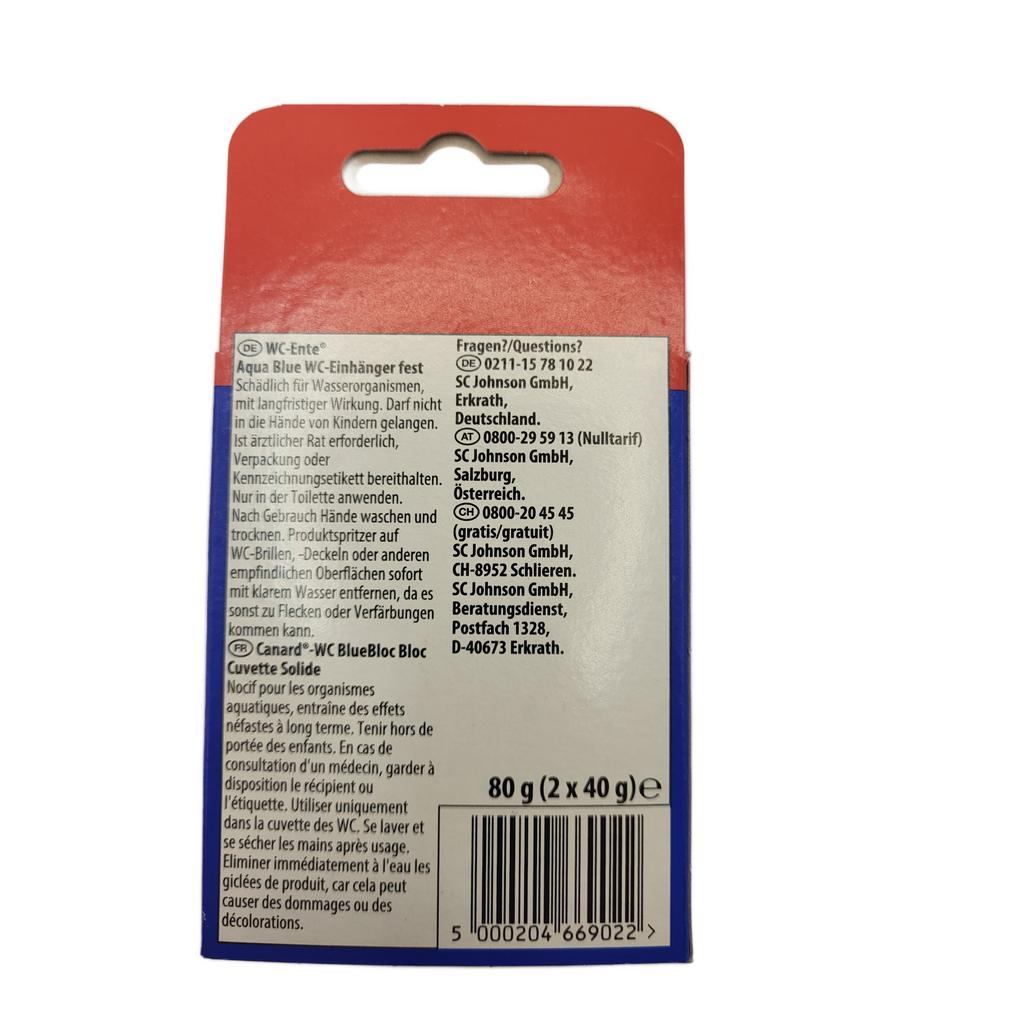 DE WC-Ente®
Aqua Blue WC-Einhänger fest
Schädlich für Wasserorganismen,
mit langfristiger Wirkung. Darf nicht
in die Hände von Kindern gelangen.
Ist ärztlicher Rat erforderlich,
Verpackung oder
Kennzeichnungsetikett bereithalten.
Nur in der Toilette anwenden.
Nach Gebrauch Hände waschen und
trocknen. Produktspritzer auf
WC-Brillen, -Deckeln oder anderen
empfindlichen Oberflächen sofort
mit klarem Wasser entfernen, da es
sonst zu Flecken oder Verfärbungen
kommen kann.
FR Canard®-WC BlueBloc Bloc
Cuvette Solide
Nocif pour les organismes
aquatiques, entraîne des effets
néfastes à long terme. Tenir hors de
portée des enfants. En cas de
consultation d'un médecin, garder à
disposition le récipient ou
l'étiquette. Utiliser uniquement
dans la cuvette des WC. Se laver et
se sécher les mains après usage.
Eliminer immédiatement à l'eau les
giclées de produit, car cela peut
causer des dommages ou des
décolorations.
Fragen?/Questions?
DE 0211-15 78 10 22
SC Johnson GmbH,
Erkrath,
Deutschland.
AT 0800-29 59 13 (Nulltarif)
SC Johnson GmbH,
Salzburg,
Österreich.
CH 0800-20 45 45
(gratis/gratuit)
SC Johnson GmbH,
CH-8952 Schlieren.
SC Johnson GmbH,
Beratungsdienst,
Postfach 1328,
D-40673 Erkrath.
80 g (2 x 40 g) ℮
5 000204 669022 >